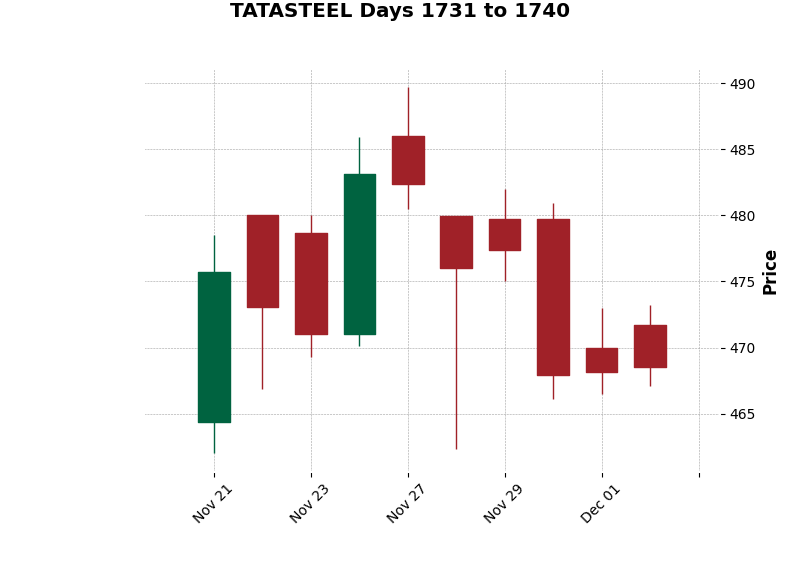 TATASTEEL Days 1731 to 1740
490
485
480
475
470
465
Price
Nov 21
Nov 23
Nov 27
Nov 29
Dec 01